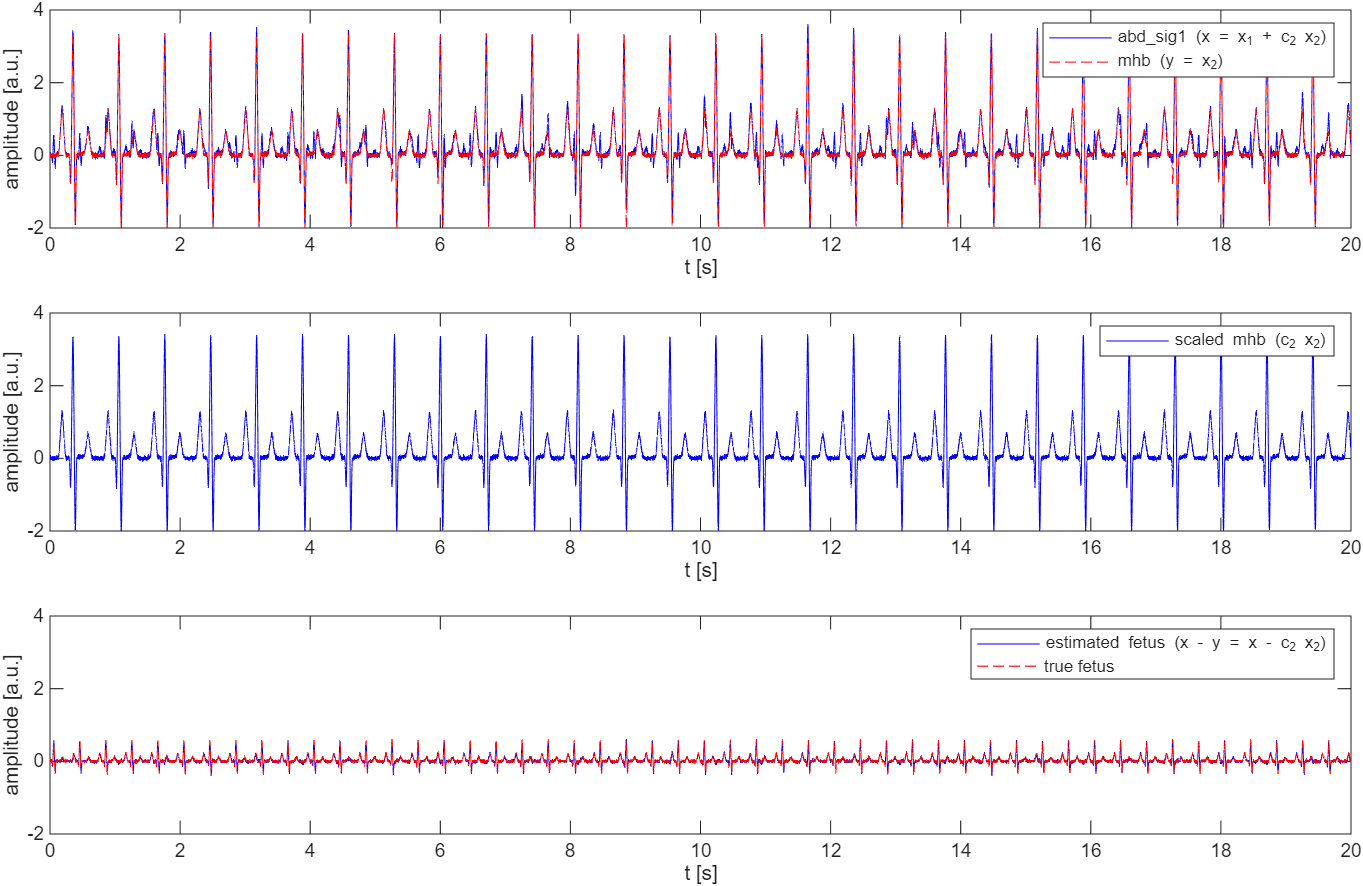 4
2
0
-2
amplitude [a.u.]
abd_sig1 (x = x₁ + c₂ x₂)
mhb (y = x₂)
0 2 4 6 8 10 12 14 16 18 20
t [s]
4
2
0
-2
amplitude [a.u.]
scaled mhb (c₂ x₂)
0 2 4 6 8 10 12 14 16 18 20
t [s]
4
2
0
-2
amplitude [a.u.]
estimated fetus (x - y = x - c₂ x₂)
true fetus
0 2 4 6 8 10 12 14 16 18 20
t [s]